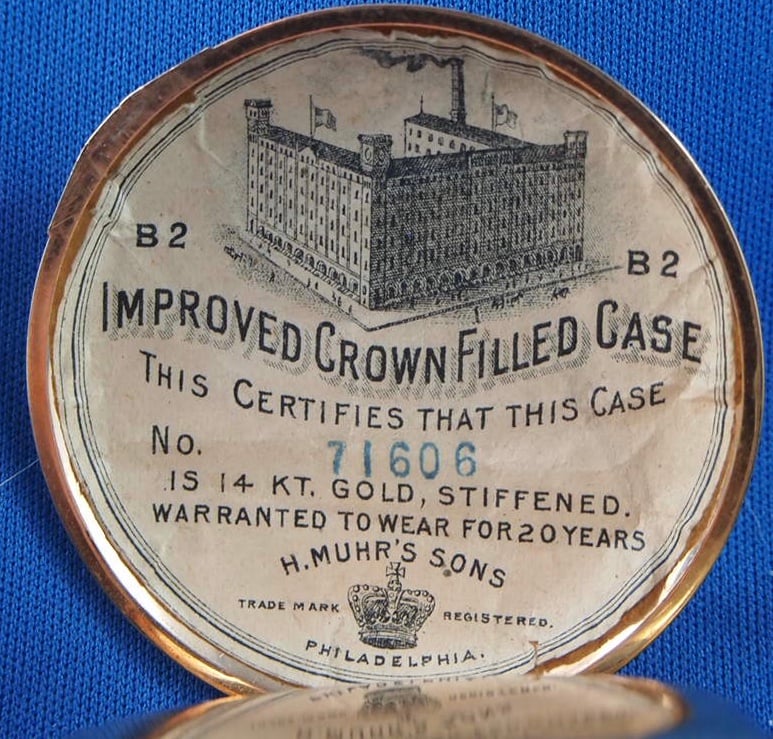 B2
B2
IMPROVED CROWN FILLED CASE
THIS CERTIFIES THAT THIS CASE
No. 71606
IS 14 KT. GOLD, STIFFENED.
WARRANTED TO WEAR FOR 20 YEARS
H. MUHR'S SONS
TRADE MARK REGISTERED.
PHILADELPHIA.